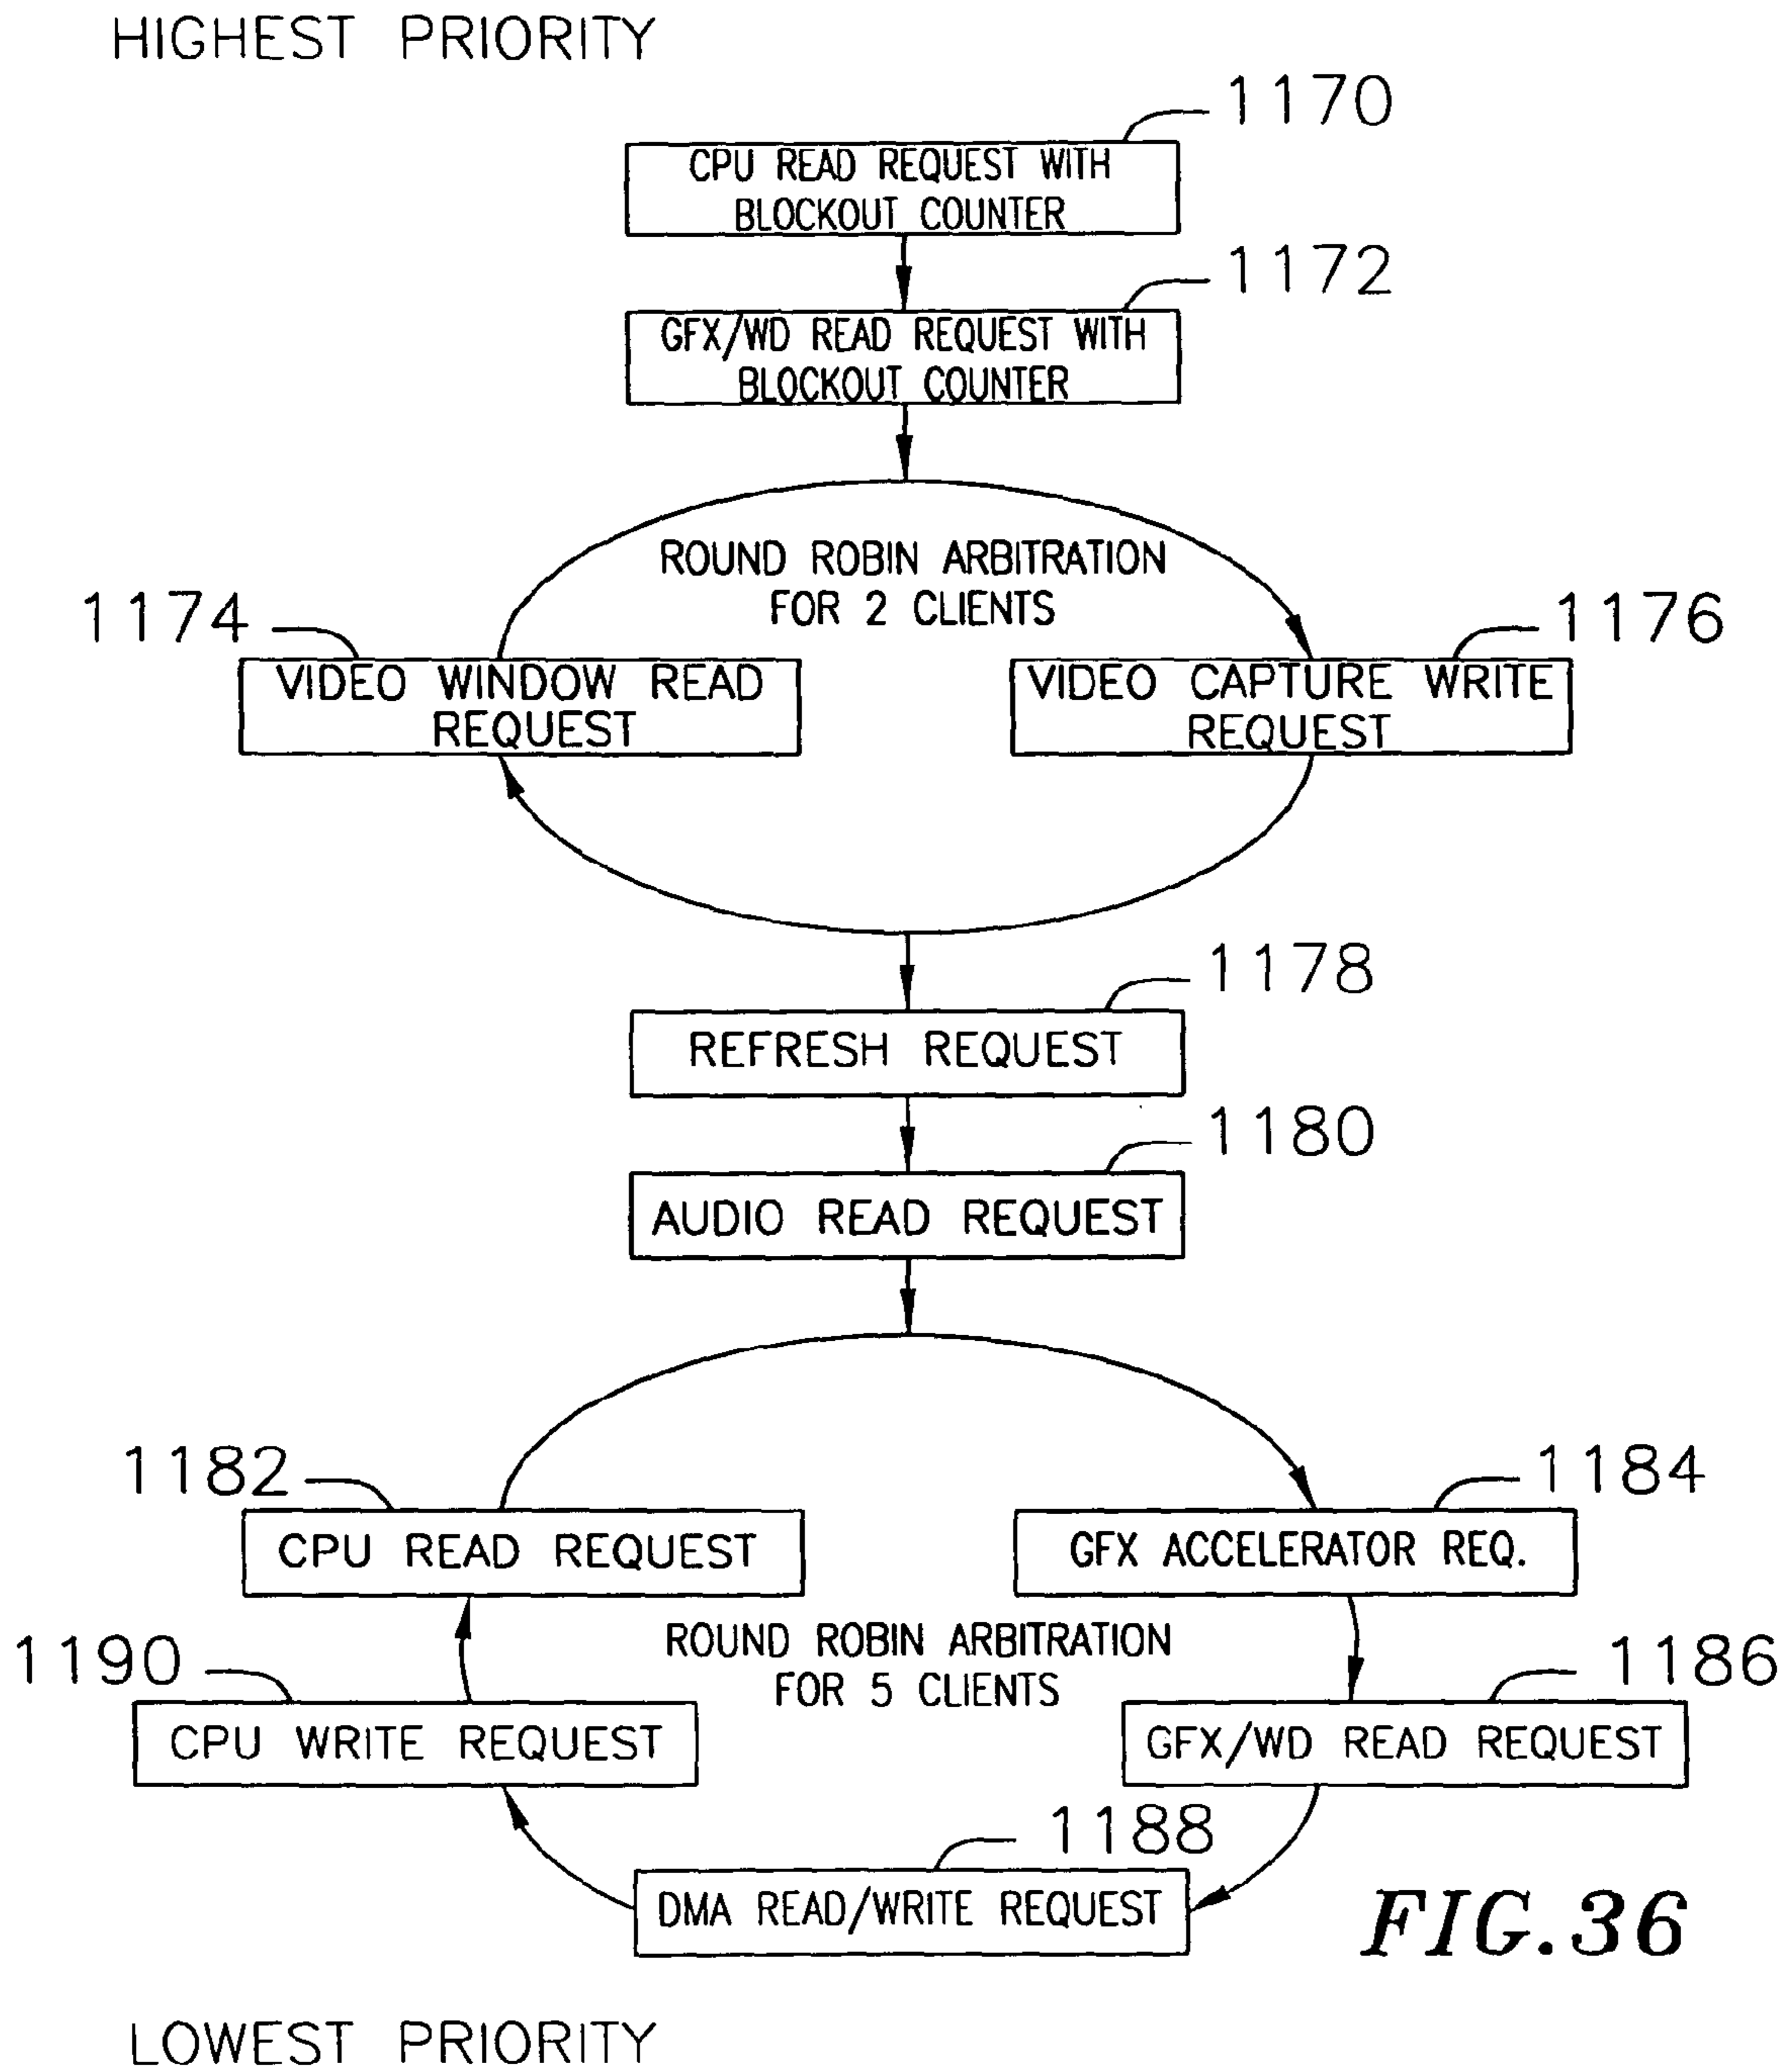 HIGHEST PRIORITY
1170
CPU READ REQUEST WITH
BLOCKOUT COUNTER
1172
GFX/WD READ REQUEST WITH
BLOCKOUT COUNTER
ROUND ROBIN ARBITRATION
FOR 2 CLIENTS
1174
1176
VIDEO WINDOW READ
REQUEST
VIDEO CAPTURE WRITE
REQUEST
1178
REFRESH REQUEST
1180
AUDIO READ REQUEST
1182
1184
CPU READ REQUEST
GFX ACCELERATOR REQ.
ROUND ROBIN ARBITRATION
FOR 5 CLIENTS
1190
1186
CPU WRITE REQUEST
GFX/WD READ REQUEST
1188
DMA READ/WRITE REQUEST
FIG.36
LOWEST PRIORITY